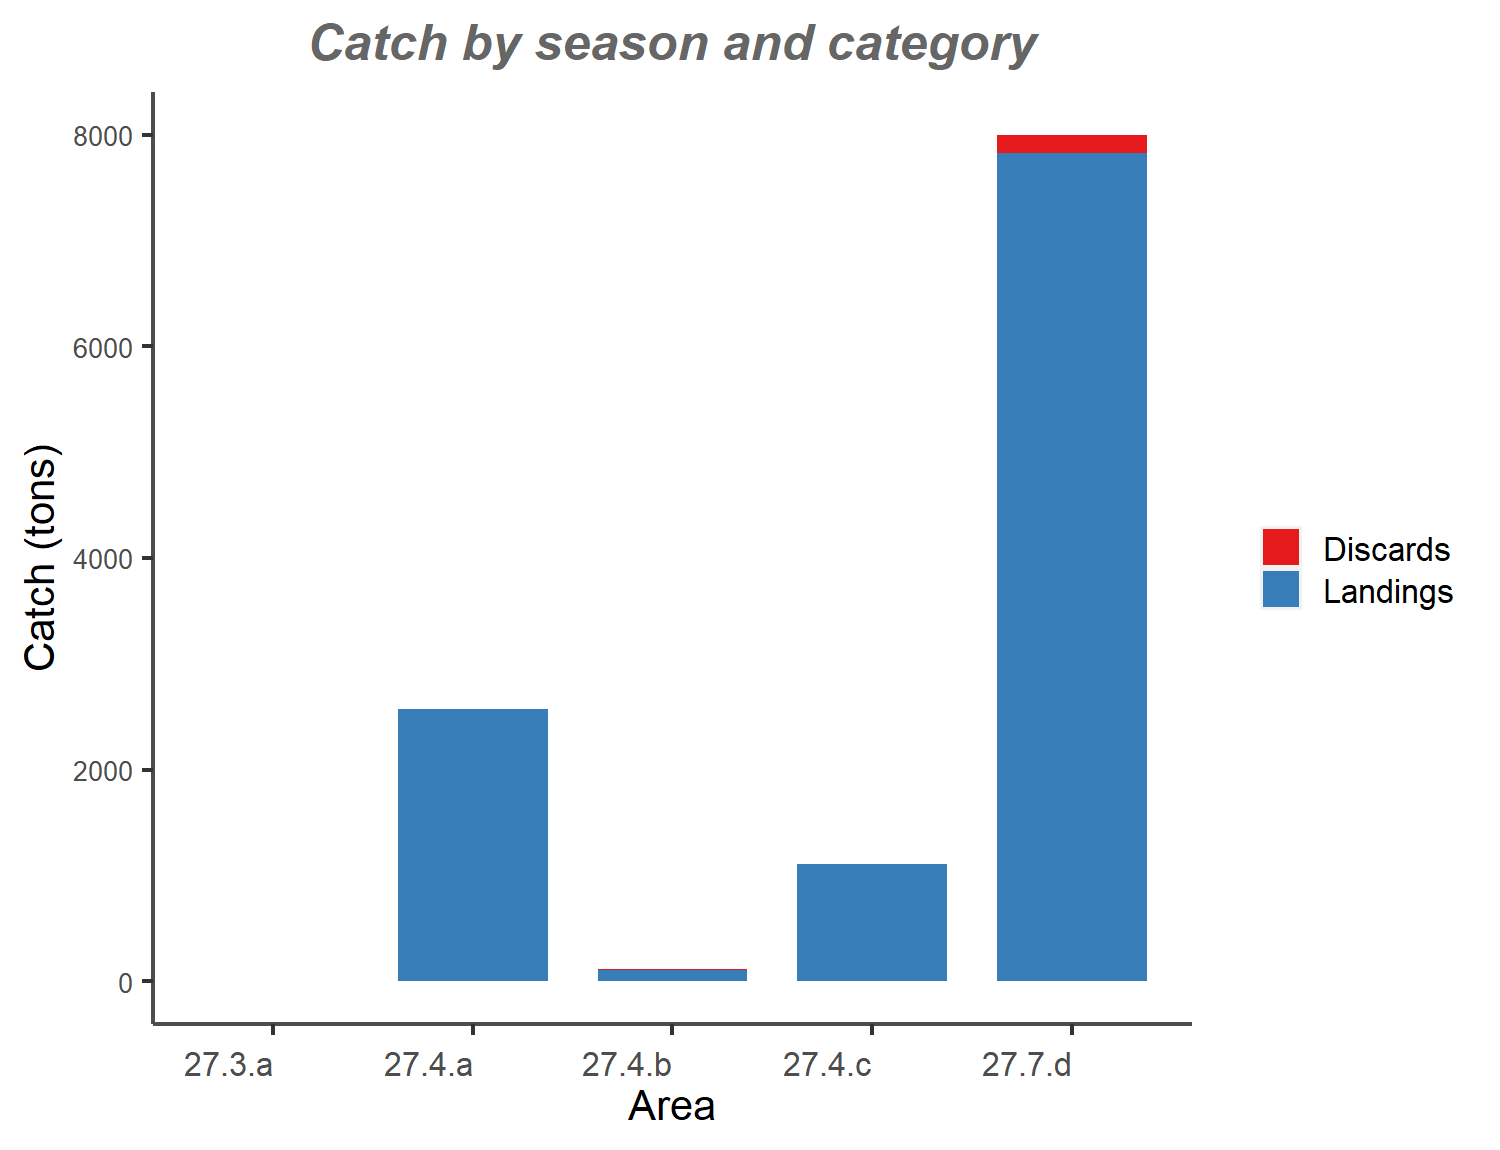 Catch by season and category
Catch (tons)
8000
6000
4000
2000
0
27.3.a
27.4.a
27.4.b
27.4.c
27.7.d
Area
Discards
Landings